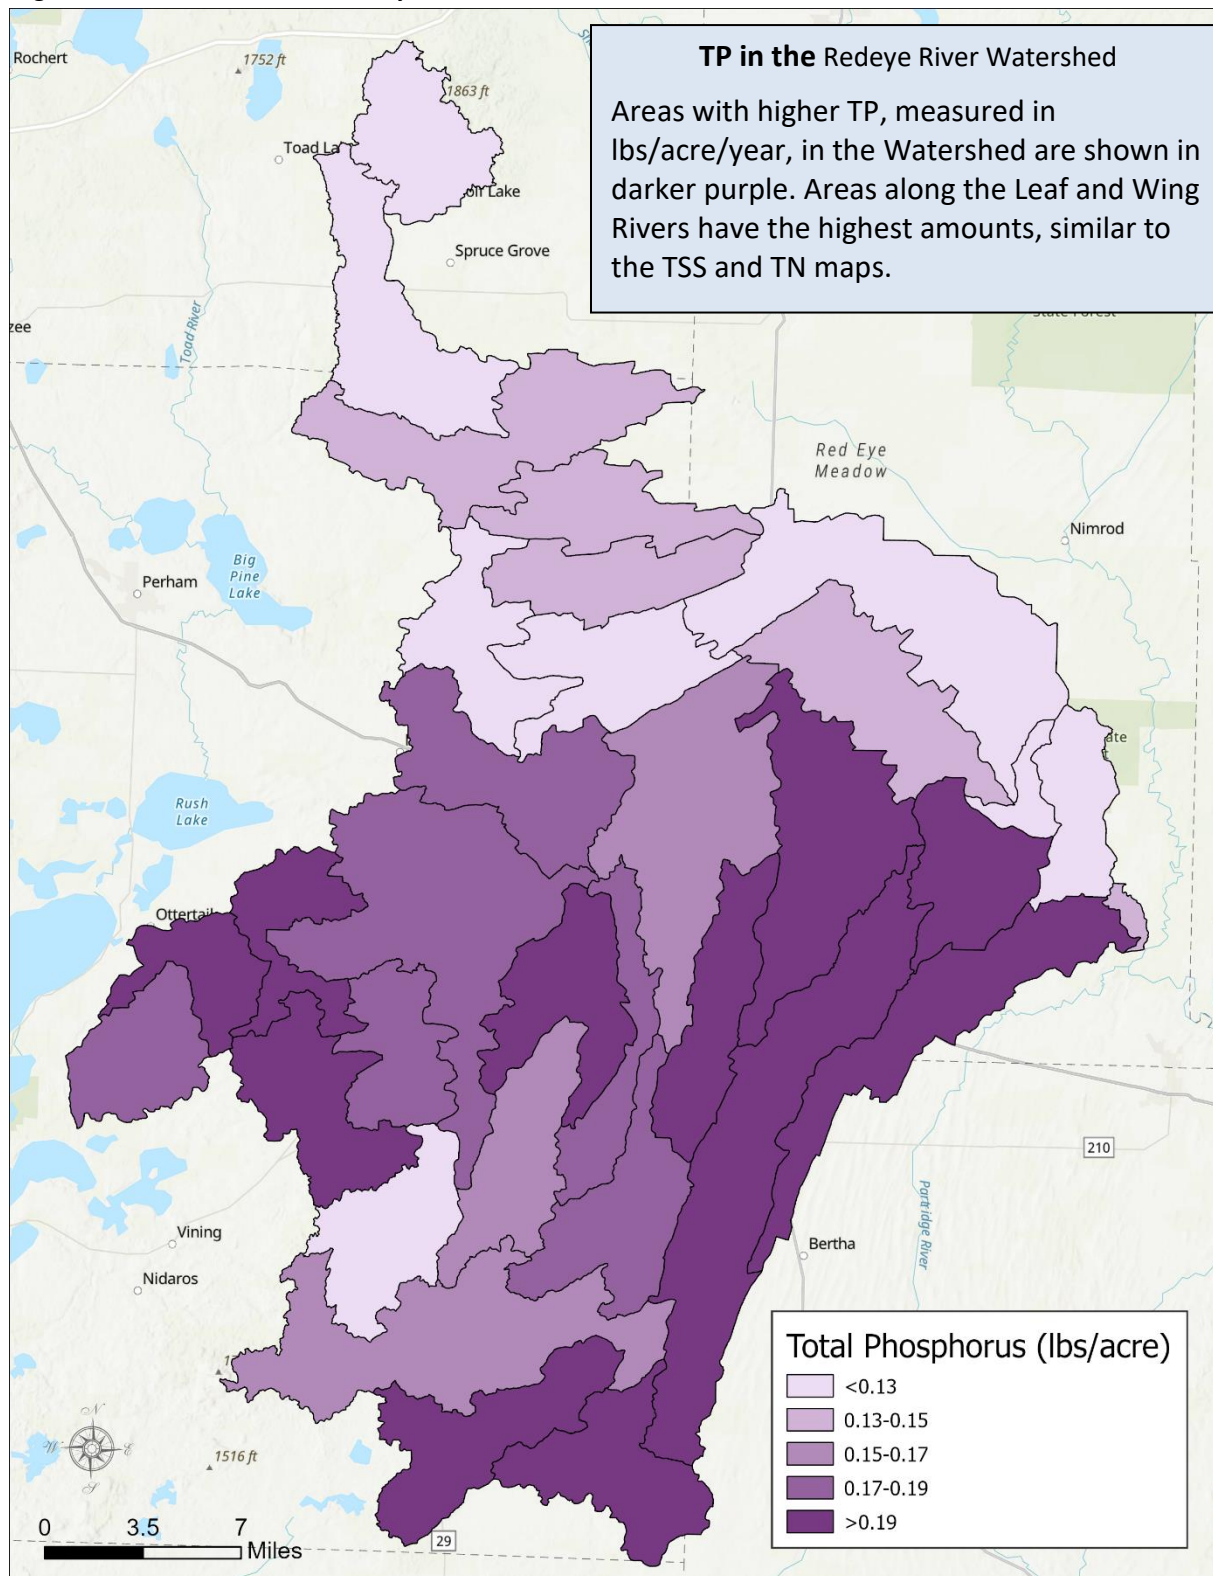 Rochert
1752 ft
1863 ft
TP in the Redeye River Watershed
Areas with higher TP, measured in
lbs/acre/year, in the Watershed are shown in
darker purple. Areas along the Leaf and Wing
Rivers have the highest amounts, similar to
the TSS and TN maps.
Toad La
Lake
Spruce Grove
zee
Toad River
State Forest
Red Eye
Meadow
Nimrod
Big
Pine
Lake
Perham
ate
Rush
Lake
Ottertail
210
Partridge River
Vining
Bertha
Nidaros
Total Phosphorus (lbs/acre)
<0.13
0.13-0.15
0.15-0.17
0.17-0.19
>0.19
N
W
E
S
1516 ft
0 3.5 7
Miles
29